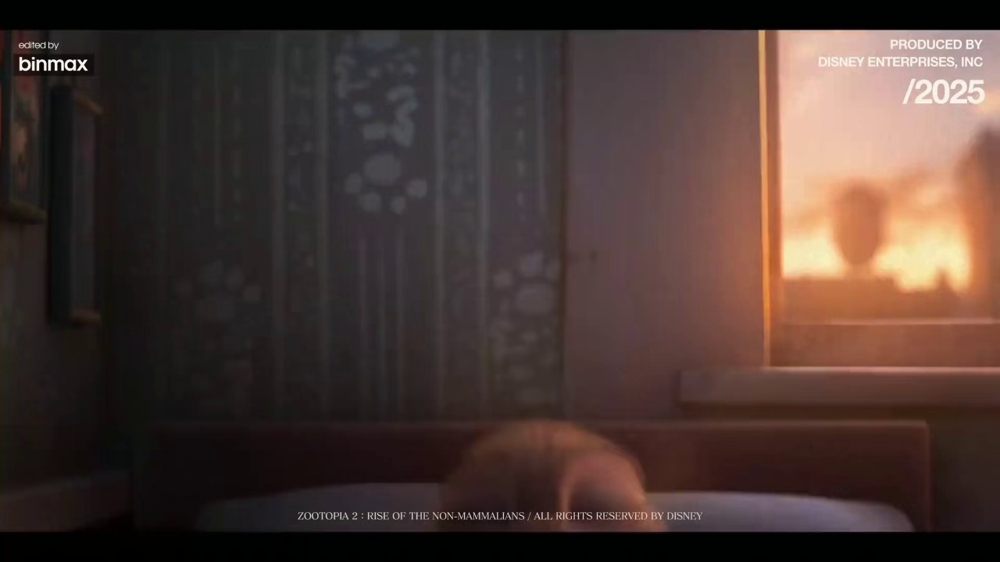 edited by
binmax
PRODUCED BY
DISNEY ENTERPRISES, INC
/2025
ZOOTOPIA 2 : RISE OF THE NON-MAMMALIANS / ALL RIGHTS RESERVED BY DISNEY